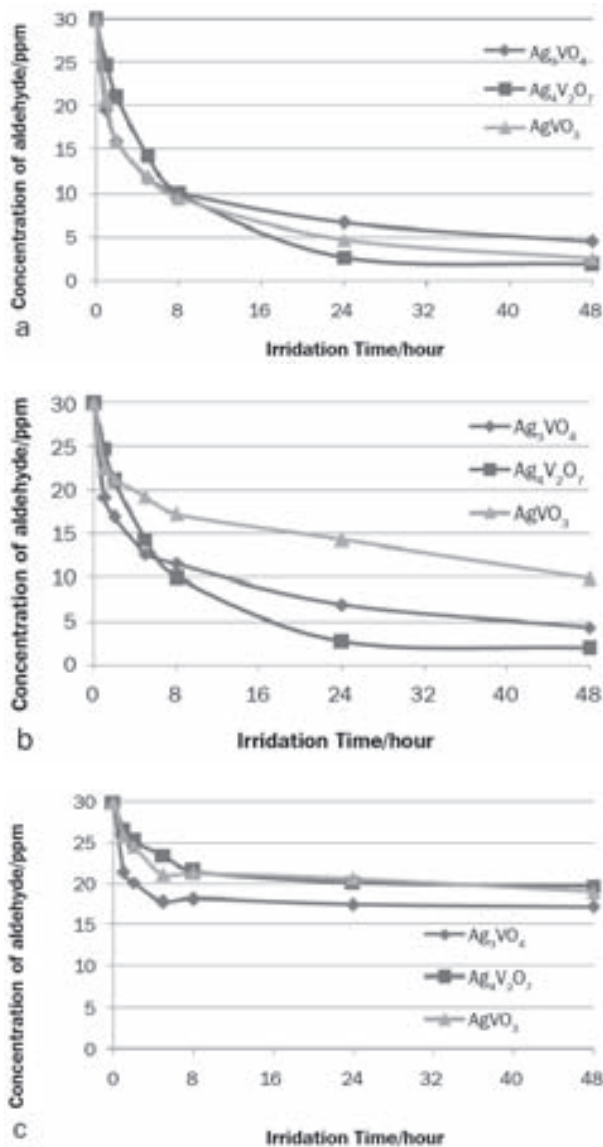 Concentration of aldehyde/ppm
35
30
25
20
15
10
5
0
0 8 16 24 32 40 48
Ag₃VO₄
Ag₄V₂O₇
AgVO₃
Irridation Time/hour
a
Concentration of aldehyde/ppm
30
25
20
15
10
5
0
0 8 16 24 32 40 48
Ag₃VO₄
Ag₄V₂O₇
AgVO₃
Irridation Time/hour
b
Concentration of aldehyde/ppm
30
25
20
15
10
5
0
0 8 16 24 32 40 48
Ag₃VO₄
Ag₄V₂O₇
AgVO₃
Irridation Time/hour
c